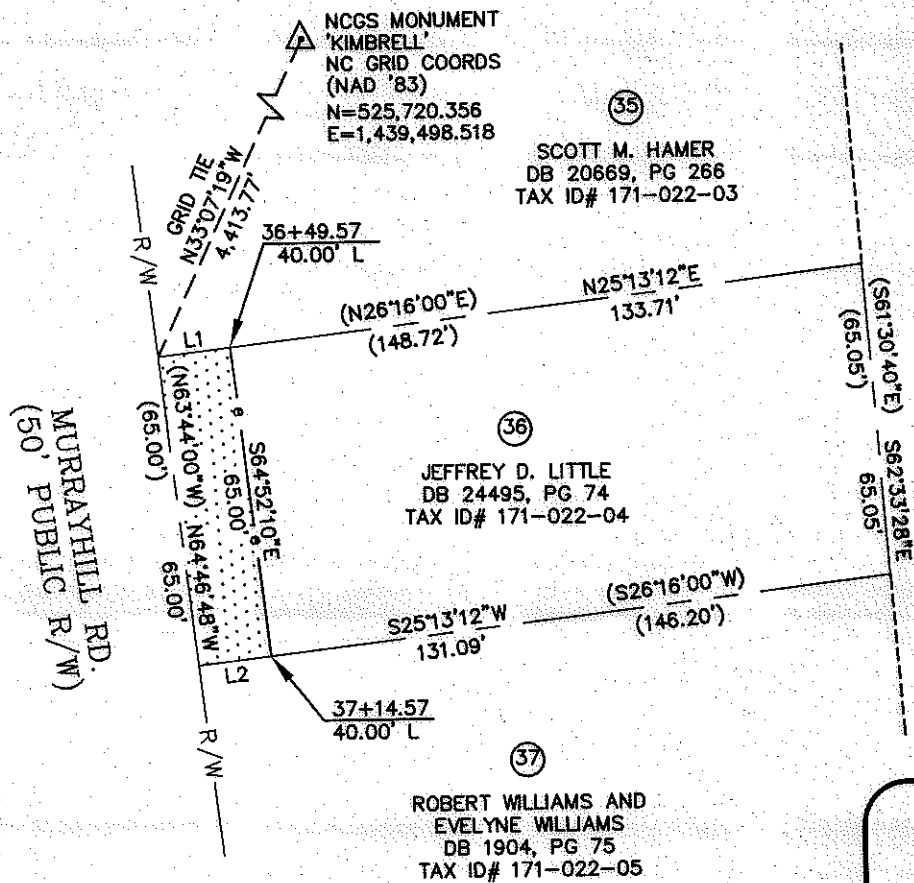 NCGS MONUMENT
'KIMBRELL'
NC GRID COORDS
(NAD '83)
N=525,720.356
E=1,439,498.518
GRID TIE
N33°07'19"W
4,413.77'
35
SCOTT M. HAMER
DB 20669, PG 266
TAX ID# 171-022-03
R/W
36+49.57
40.00' L
L1
(N26°16'00"E)
(148.72')
N25°13'12"E
133.71'
(S61°30'40"E)
(65.05')
S62°33'28"E
65.05'
(N63°44'00"W)
(65.00')
N64°46'48"W
65.00'
e
S64°52'10"E
65.00'
e
MURRAYHILL RD.
(50' PUBLIC R/W)
36
JEFFREY D. LITTLE
DB 24495, PG 74
TAX ID# 171-022-04
S25°13'12"W
131.09'
(S26°16'00"W)
(146.20')
L2
37+14.57
40.00' L
R/W
37
ROBERT WILLIAMS AND
EVELYNE WILLIAMS
DB 1904, PG 75
TAX ID# 171-022-05